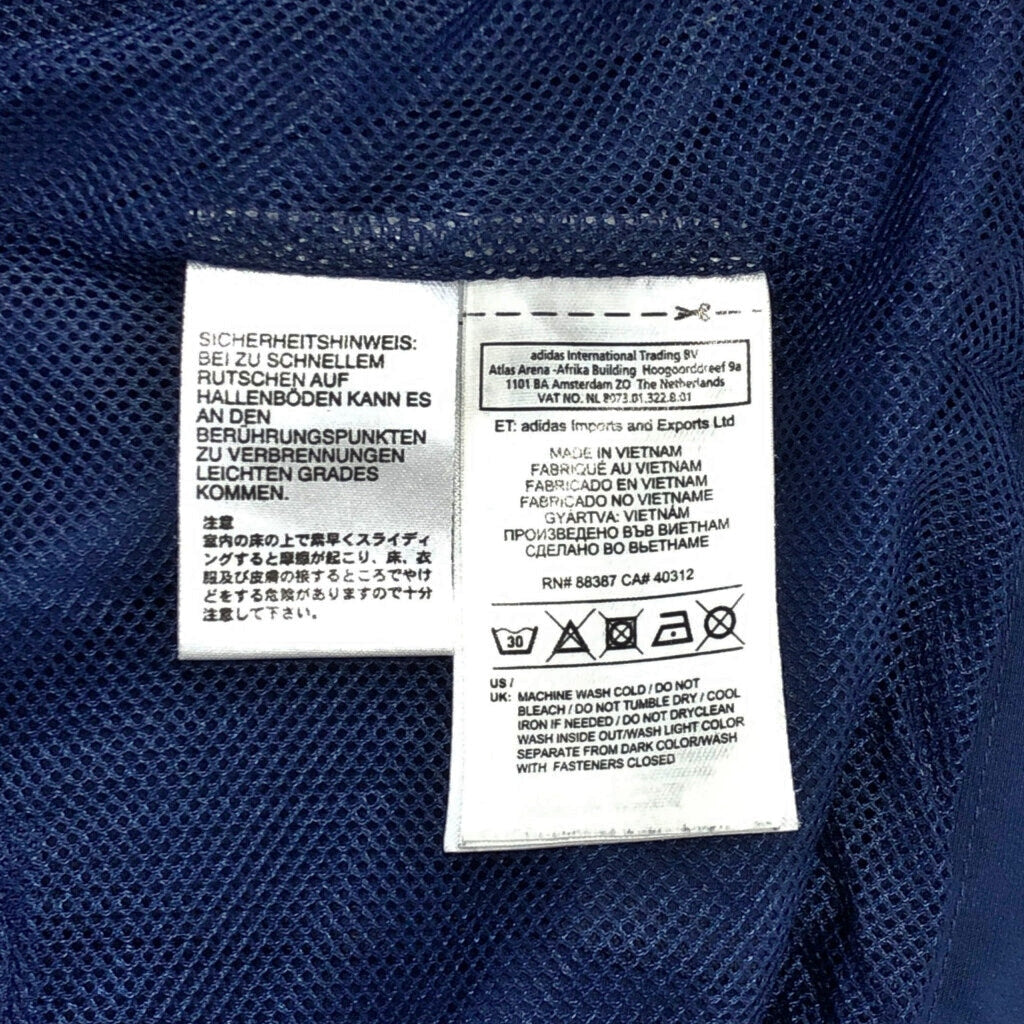 SICHERHEITSHINWEIS:
BEI ZU SCHNELLEM
RUTSCHEN AUF
HALLENBÖDEN KANN ES
AN DEN
BERÜHRUNGSPUNKTEN
ZU VERBRENNUNGEN
LEICHTEN GRADES
KOMMEN.
注意
室内の床の上で素早くスライディ
ングすると摩擦が起こり、床、衣
服及び皮膚の接するところでやけ
どをする危険がありますので十分
注意して下さい。
adidas International Trading BV
Atlas Arena -Afrika Building Hoogoorddreef 9a
1101 BA Amsterdam ZO The Netherlands
VAT NO. NL 8073.01.322.B.01
ET: adidas Imports and Exports Ltd
MADE IN VIETNAM
FABRIQUÉ AU VIETNAM
FABRICADO EN VIETNAM
FABRICADO NO VIETNAME
GYÁRTVA: VIETNÁM
ПРОИЗВЕДЕНО ВЪВ ВИЕТНАМ
СДЕЛАНО ВО ВЬЕТНАМЕ
RN# 88387 CA# 40312
30
US /
UK: MACHINE WASH COLD / DO NOT
BLEACH / DO NOT TUMBLE DRY / COOL
IRON IF NEEDED / DO NOT DRYCLEAN
WASH INSIDE OUT/WASH LIGHT COLOR
SEPARATE FROM DARK COLOR/WASH
WITH FASTENERS CLOSED